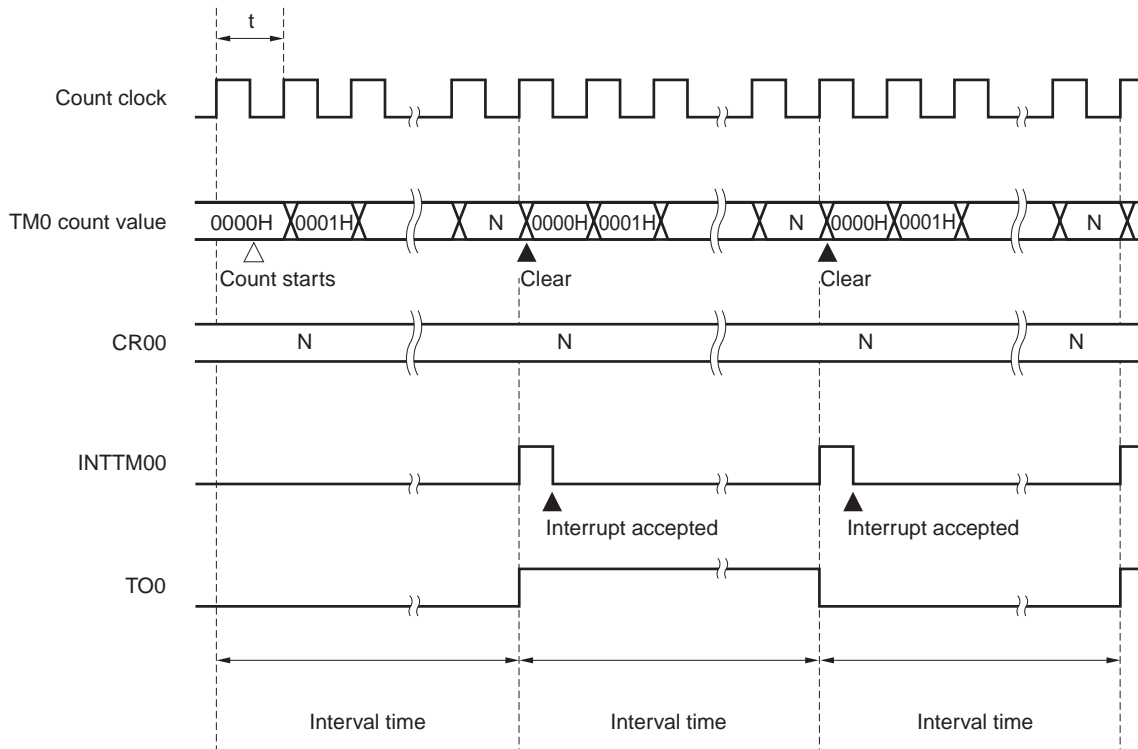 t
Count clock
TM0 count value 0000H 0001H N 0000H 0001H N 0000H 0001H N
Count starts Clear Clear
CR00 N N N N
INTTM00
Interrupt accepted Interrupt accepted
TO0
Interval time Interval time Interval time